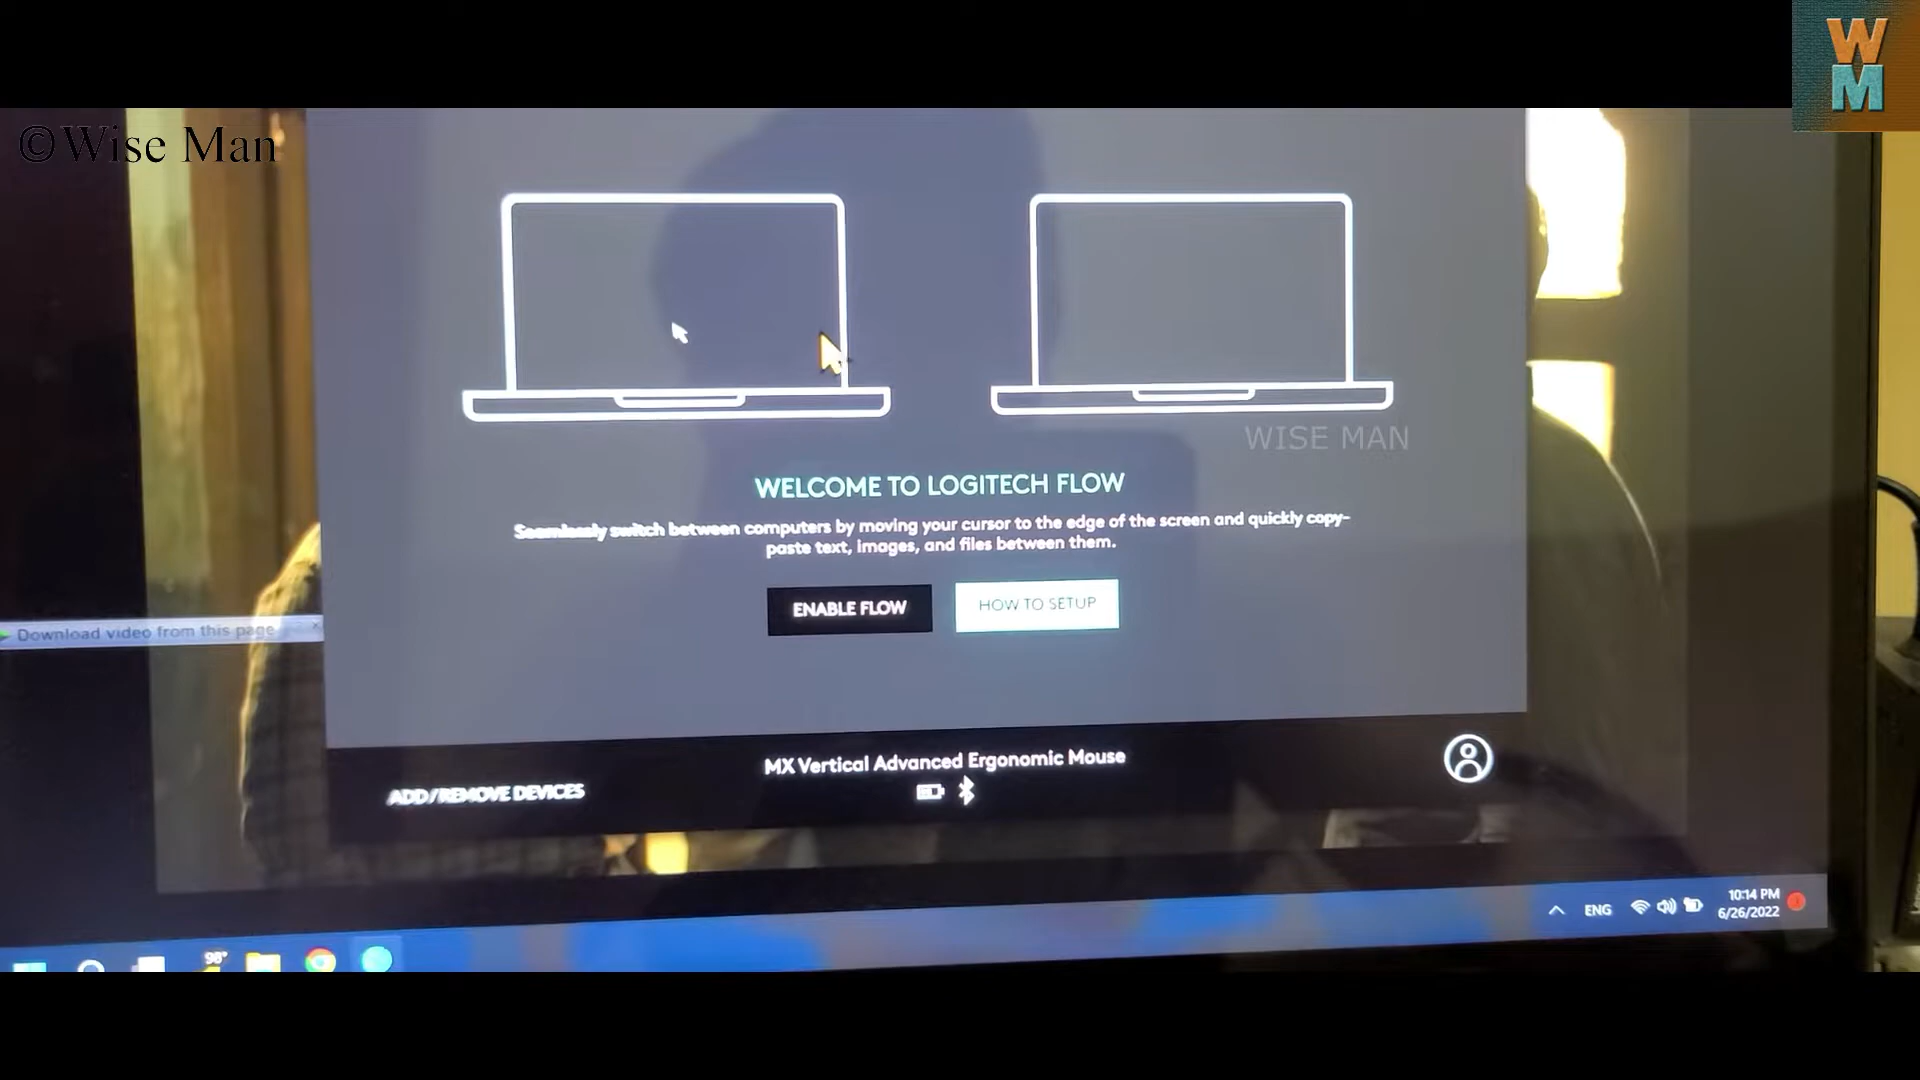 W
M
©Wise Man
WISE MAN
WELCOME TO LOGITECH FLOW
Seamlessly switch between computers by moving your cursor to the edge of the screen and quickly copy-
paste text, images, and files between them.
ENABLE FLOW
HOW TO SETUP
Download video from this page
MX Vertical Advanced Ergonomic Mouse
ADD/REMOVE DEVICES
10:14 PM
ENG
6/26/2022
98°